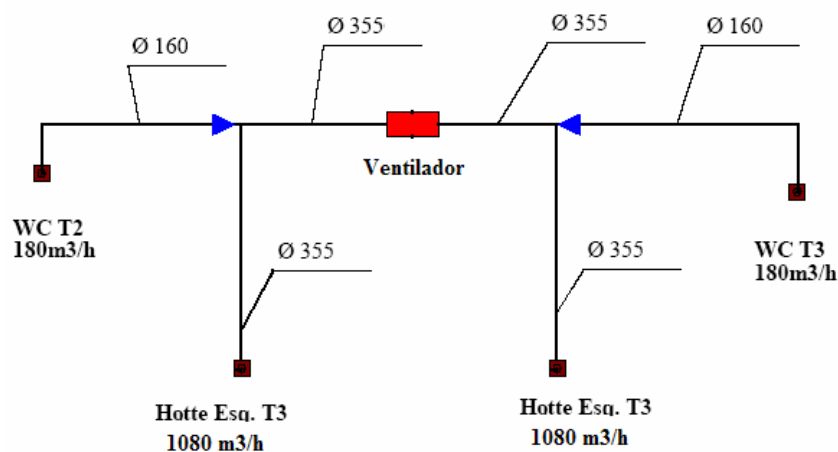 Ø 160
Ø 355
Ø 355
Ø 160
Ventilador
WC T2
180m3/h
WC T3
180m3/h
Ø 355
Ø 355
Hotte Esq. T3
1080 m3/h
Hotte Esq. T3
1080 m3/h